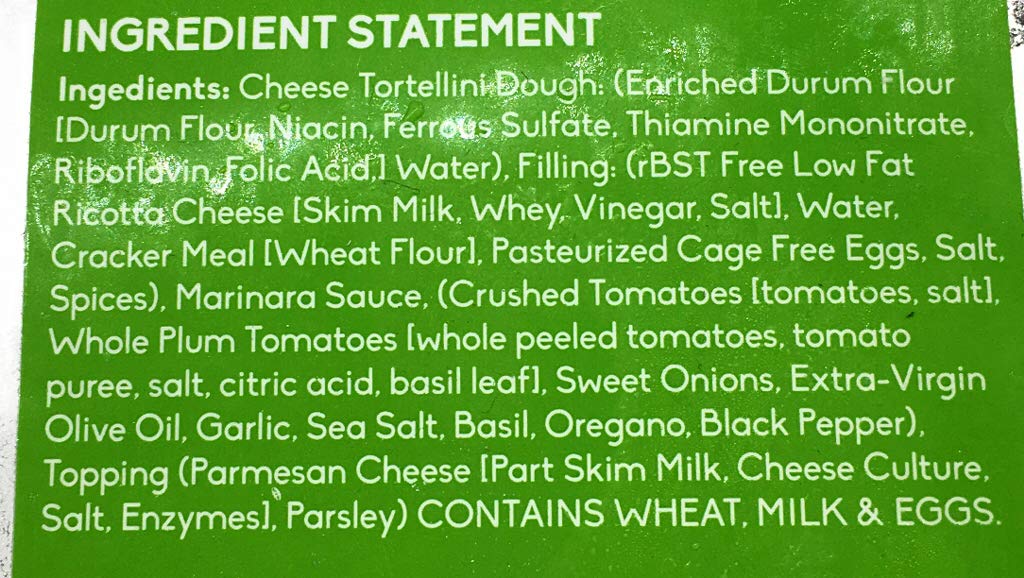 INGREDIENT STATEMENT
Ingedients: Cheese Tortellini Dough: (Enriched Durum Flour
[Durum Flour, Niacin, Ferrous Sulfate, Thiamine Mononitrate,
Riboflavin, Folic Acid,] Water), Filling: (rBST Free Low Fat
Ricotta Cheese [Skim Milk, Whey, Vinegar, Salt], Water,
Cracker Meal [Wheat Flour], Pasteurized Cage Free Eggs, Salt,
Spices), Marinara Sauce, (Crushed Tomatoes [tomatoes, salt],
Whole Plum Tomatoes [whole peeled tomatoes, tomato
puree, salt, citric acid, basil leaf], Sweet Onions, Extra-Virgin
Olive Oil, Garlic, Sea Salt, Basil, Oregano, Black Pepper),
Topping (Parmesan Cheese [Part Skim Milk, Cheese Culture,
Salt, Enzymes], Parsley) CONTAINS WHEAT, MILK & EGGS.